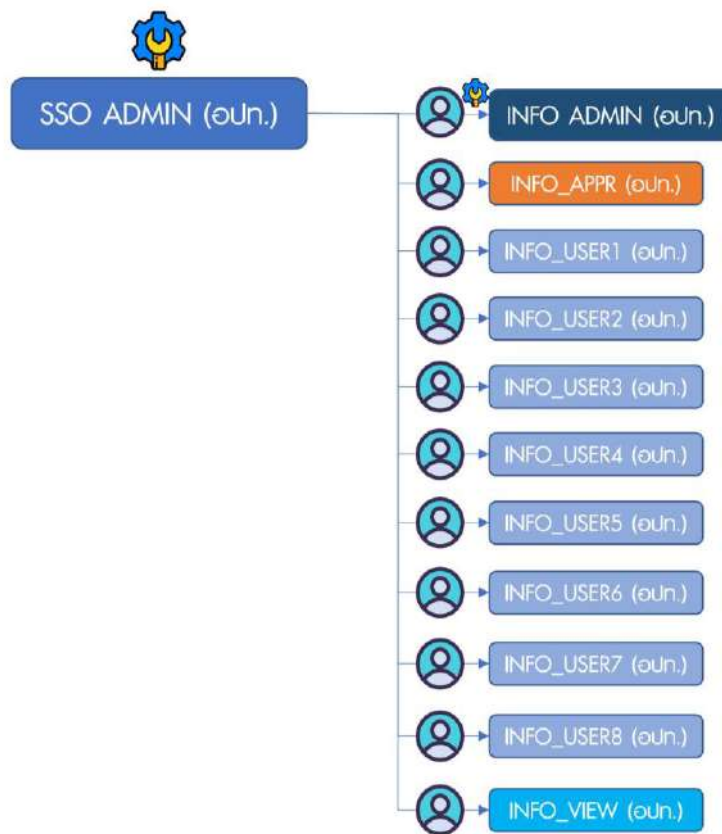 SSO ADMIN (อปท.)
INFO ADMIN (อปท.)
INFO_APPR (อปท.)
INFO_USER1 (อปท.)
INFO_USER2 (อปท.)
INFO_USER3 (อปท.)
INFO_USER4 (อปท.)
INFO_USER5 (อปท.)
INFO_USER6 (อปท.)
INFO_USER7 (อปท.)
INFO_USER8 (อปท.)
INFO_VIEW (อปท.)